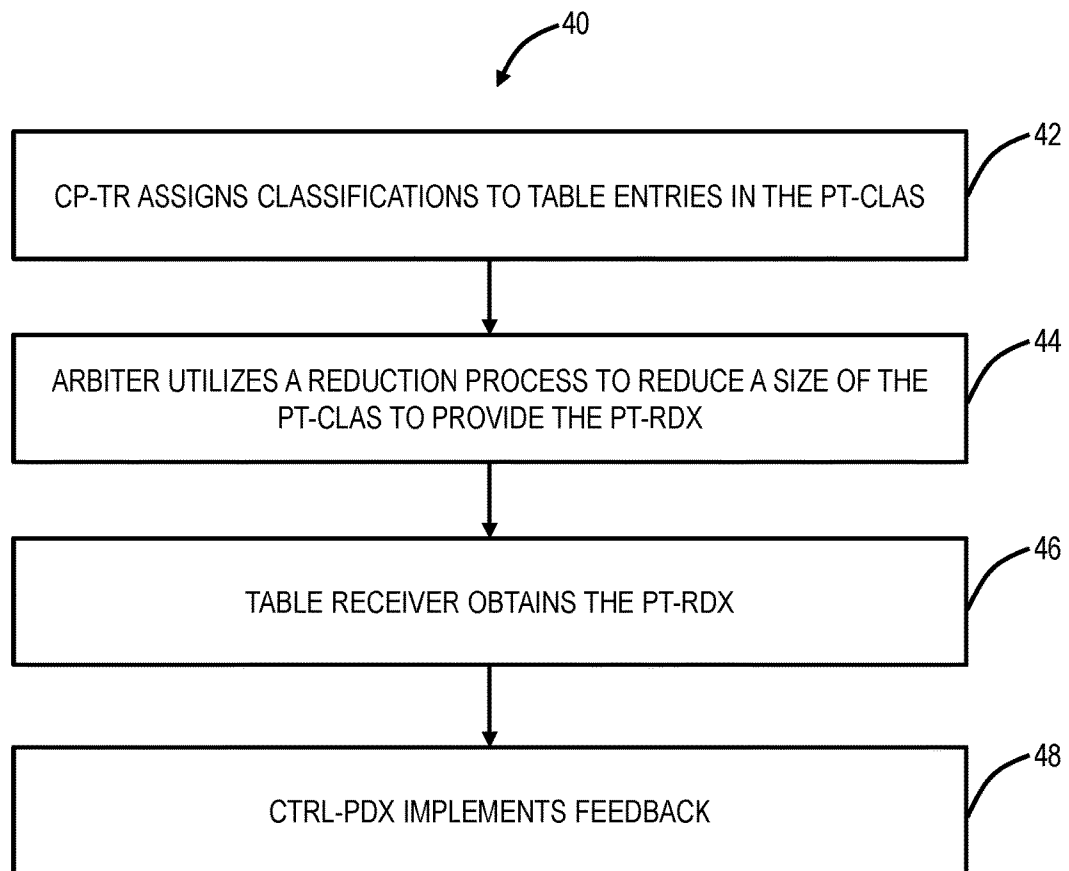 40
42
CP-TR ASSIGNS CLASSIFICATIONS TO TABLE ENTRIES IN THE PT-CLAS
44
ARBITER UTILIZES A REDUCTION PROCESS TO REDUCE A SIZE OF THE
PT-CLAS TO PROVIDE THE PT-RDX
46
TABLE RECEIVER OBTAINS THE PT-RDX
48
CTRL-PDX IMPLEMENTS FEEDBACK